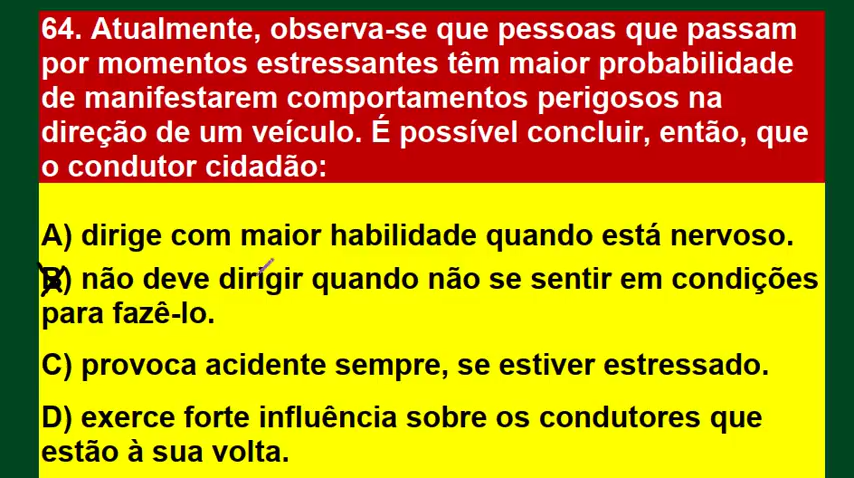 64. Atualmente, observa-se que pessoas que passam
por momentos estressantes têm maior probabilidade
de manifestarem comportamentos perigosos na
direção de um veículo. É possível concluir, então, que
o condutor cidadão:
A) dirige com maior habilidade quando está nervoso.
B) não deve dirigir quando não se sentir em condições
para fazê-lo.
C) provoca acidente sempre, se estiver estressado.
D) exerce forte influência sobre os condutores que
estão à sua volta.